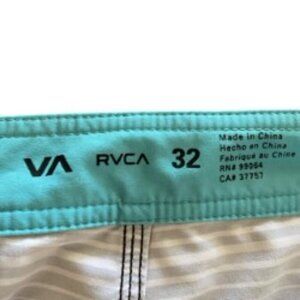 VA RVCA 32
Made in China
Hecho en China
Fabriqué au Chine
RN# 99064
CA# 37757